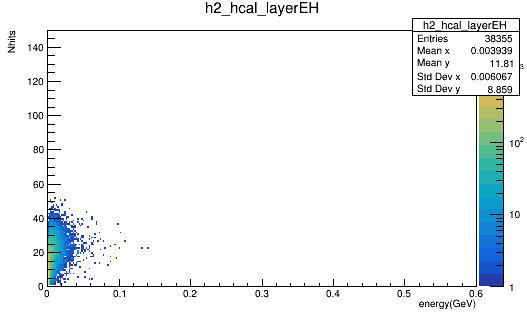 h2_hcal_layerEH
Nhits
h2_hcal_layerEH
Entries 38355
Mean x 0.003939
Mean y 11.81
Std Dev x 0.006067
Std Dev y 8.859
140
120
100
80
60
40
20
0
0 0.1 0.2 0.3 0.4 0.5 0.6
energy(GeV)
3
10²
10
1